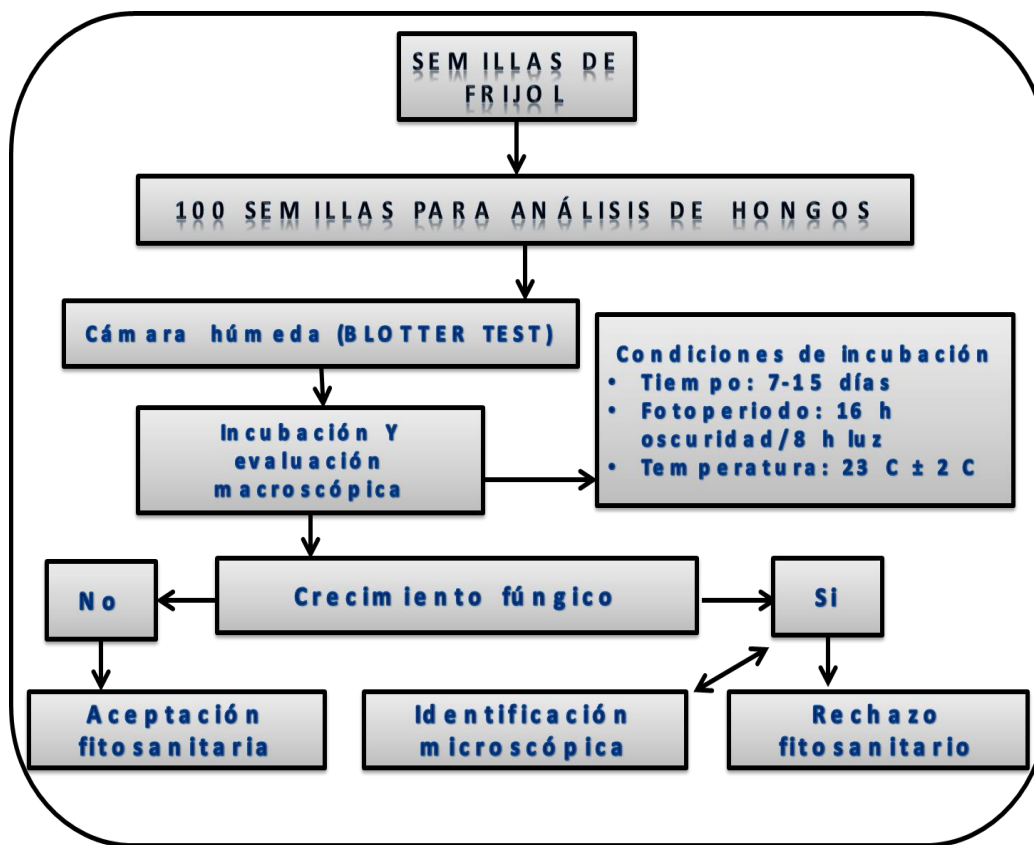 SEMILLAS DE
FRIJOL
100 SEMILLAS PARA ANÁLISIS DE HONGOS
Cámara húmeda (BLOTTER TEST)
Condiciones de incubación
• Tiempo: 7-15 días
• Fotoperiodo: 16 h
oscuridad/8 h luz
• Temperatura: 23 C ± 2 C
Incubación Y
evaluación
macroscópica
No
Crecimiento fúngico
Si
Aceptación
fitosanitaria
Identificación
microscópica
Rechazo
fitosanitario